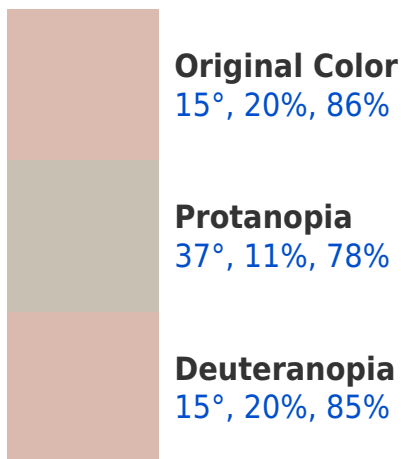 Original Color
15°, 20%, 86%
Protanopia
37°, 11%, 78%
Deuteranopia
15°, 20%, 85%